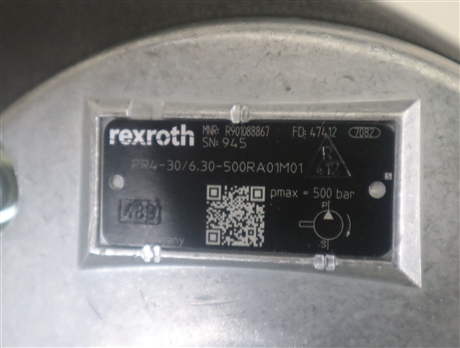 rexroth MNR: R901088867 FD: 47412 7082
SN: 945
PR4-30/6.30-500RA01M01
pmax = 500 bar
P
S